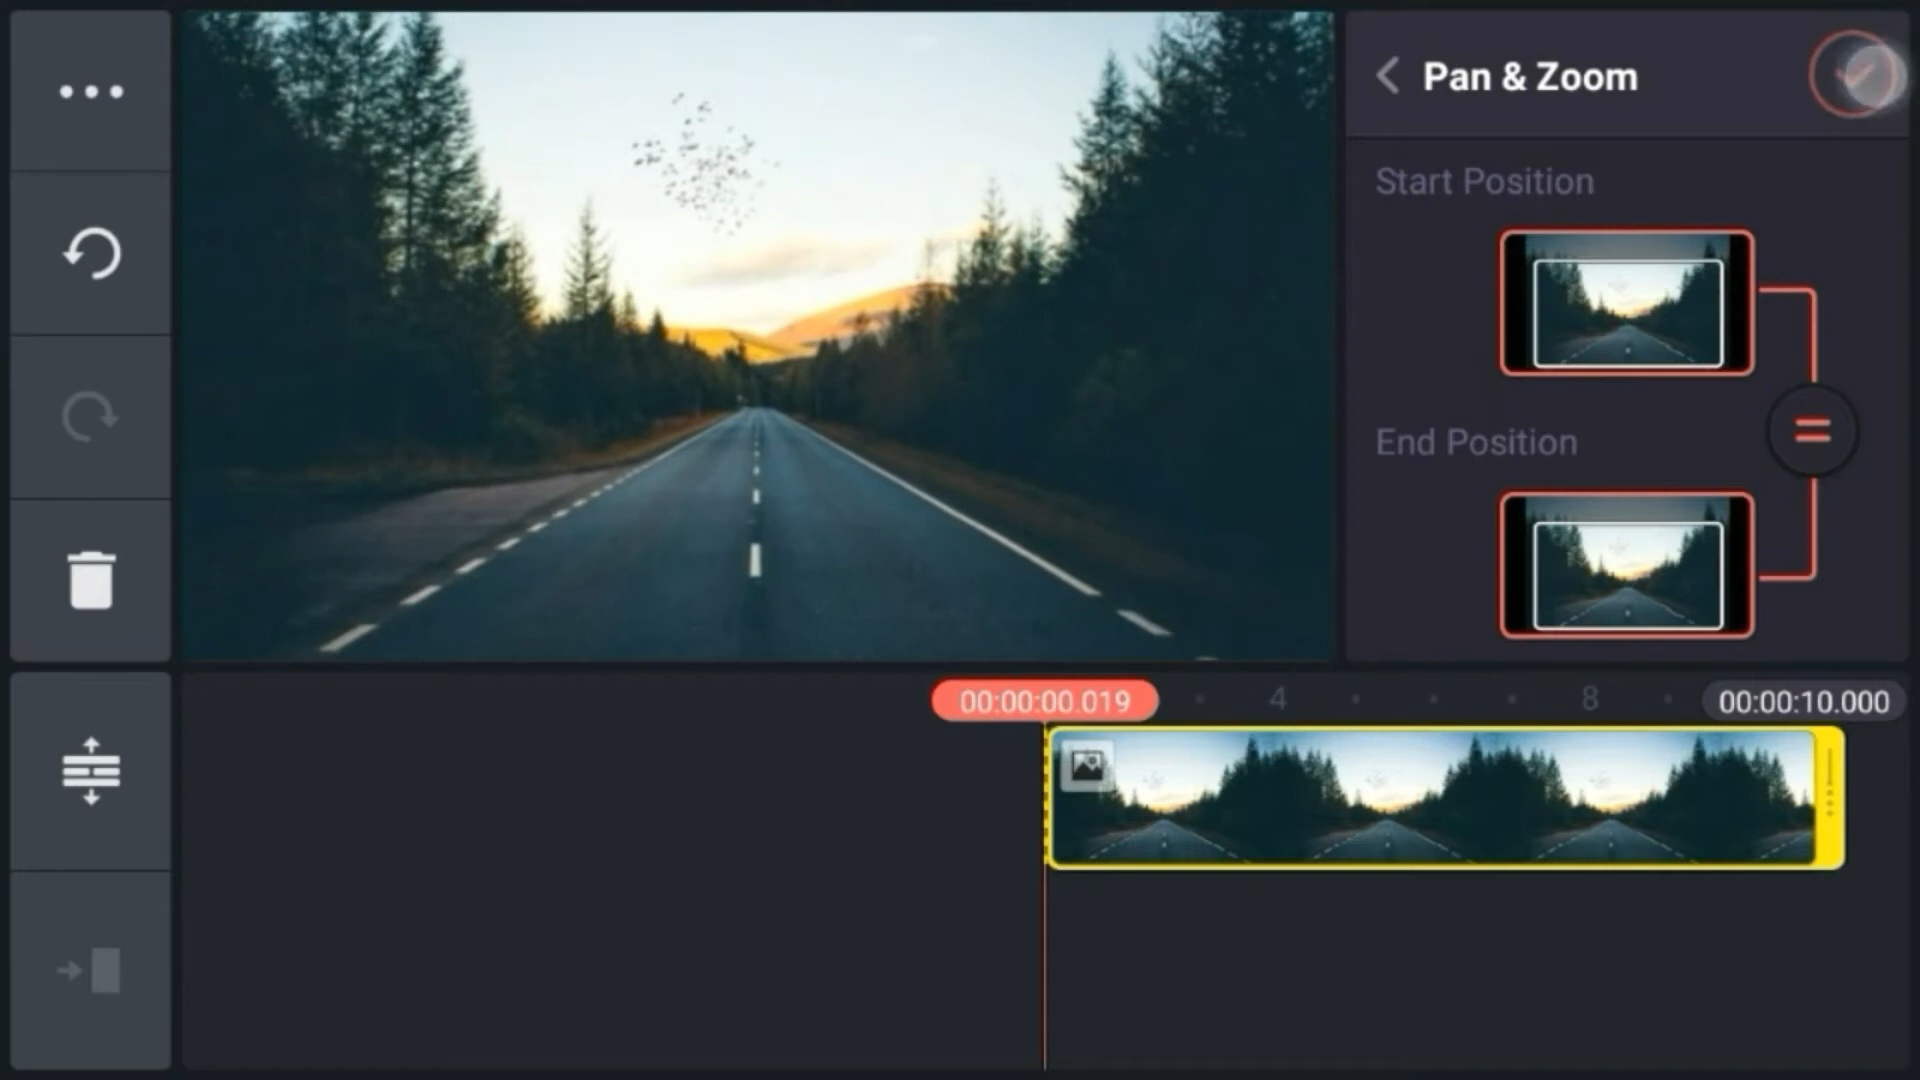 Pan & Zoom
Start Position
End Position
00:00:00.019
4
8
00:00:10.000